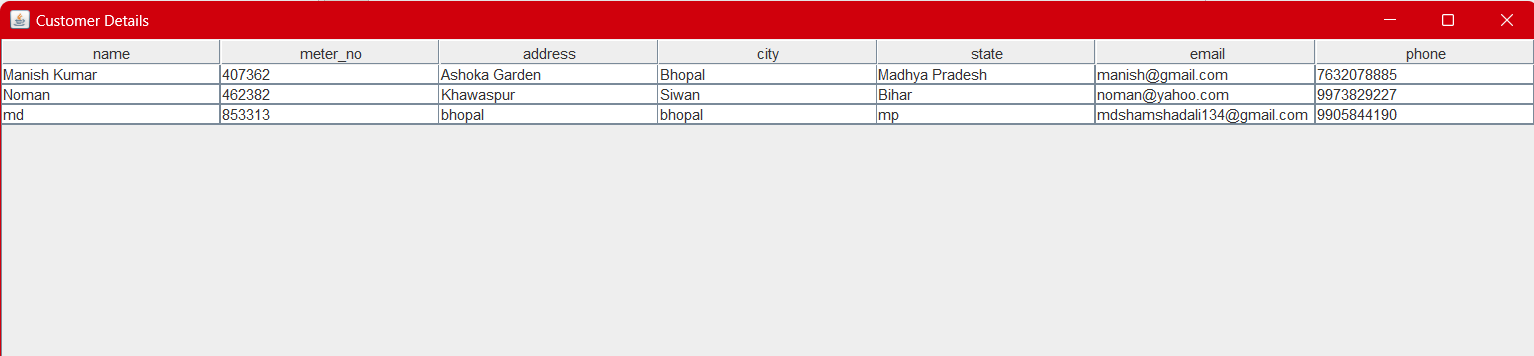 Customer Details
name meter_no address city state email phone
Manish Kumar 407362 Ashoka Garden Bhopal Madhya Pradesh manish@gmail.com 7632078885
Noman 462382 Khawaspur Siwan Bihar noman@yahoo.com 9973829227
md 853313 bhopal bhopal mp mdshamshadali134@gmail.com 9905844190